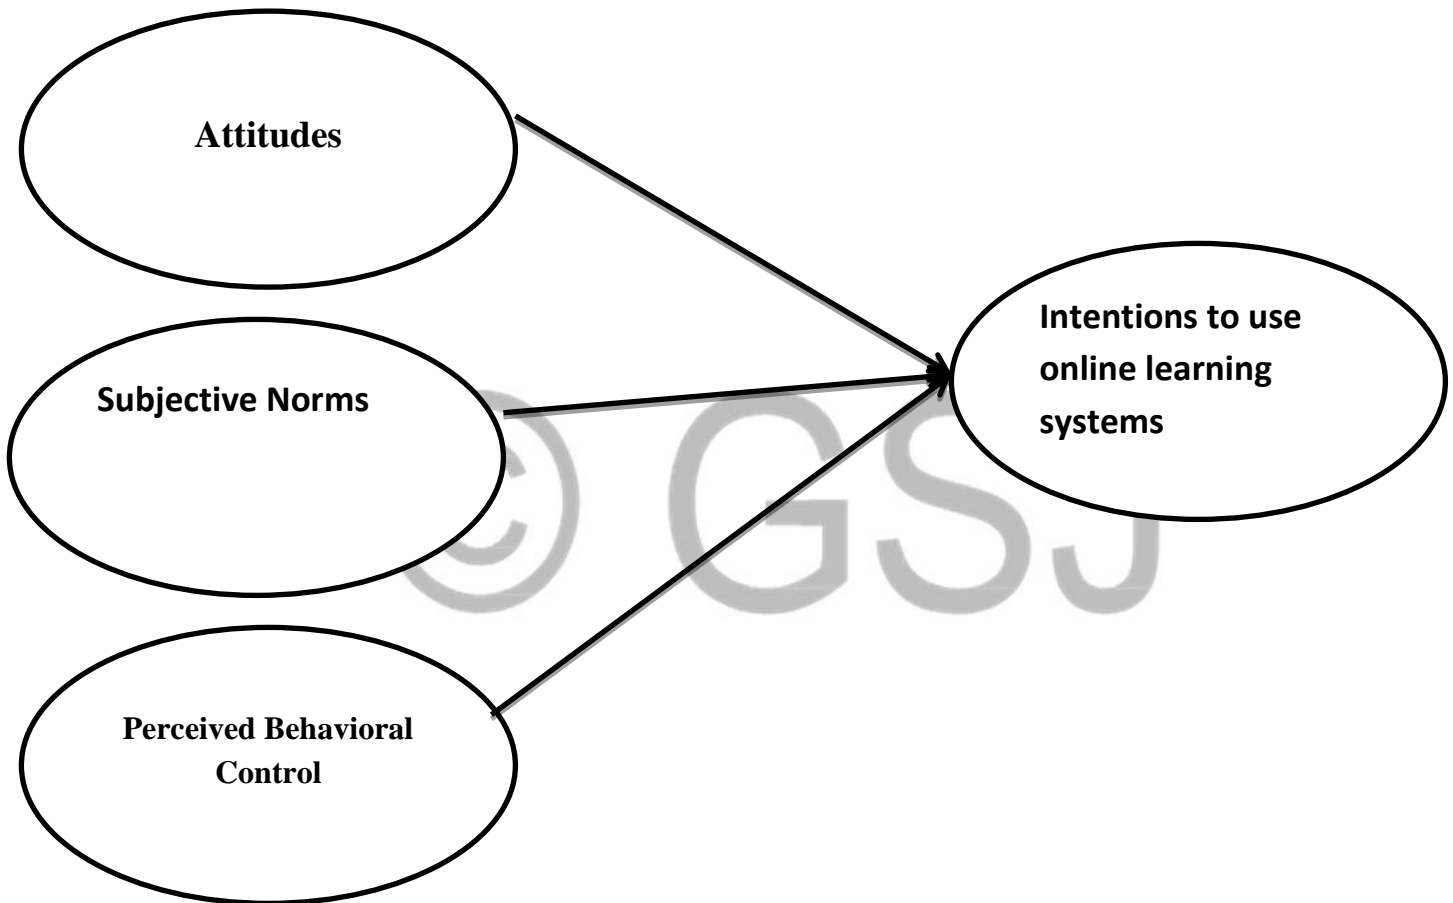 Attitudes
Subjective Norms
Intentions to use
online learning
systems
Perceived Behavioral
Control
© GSJ